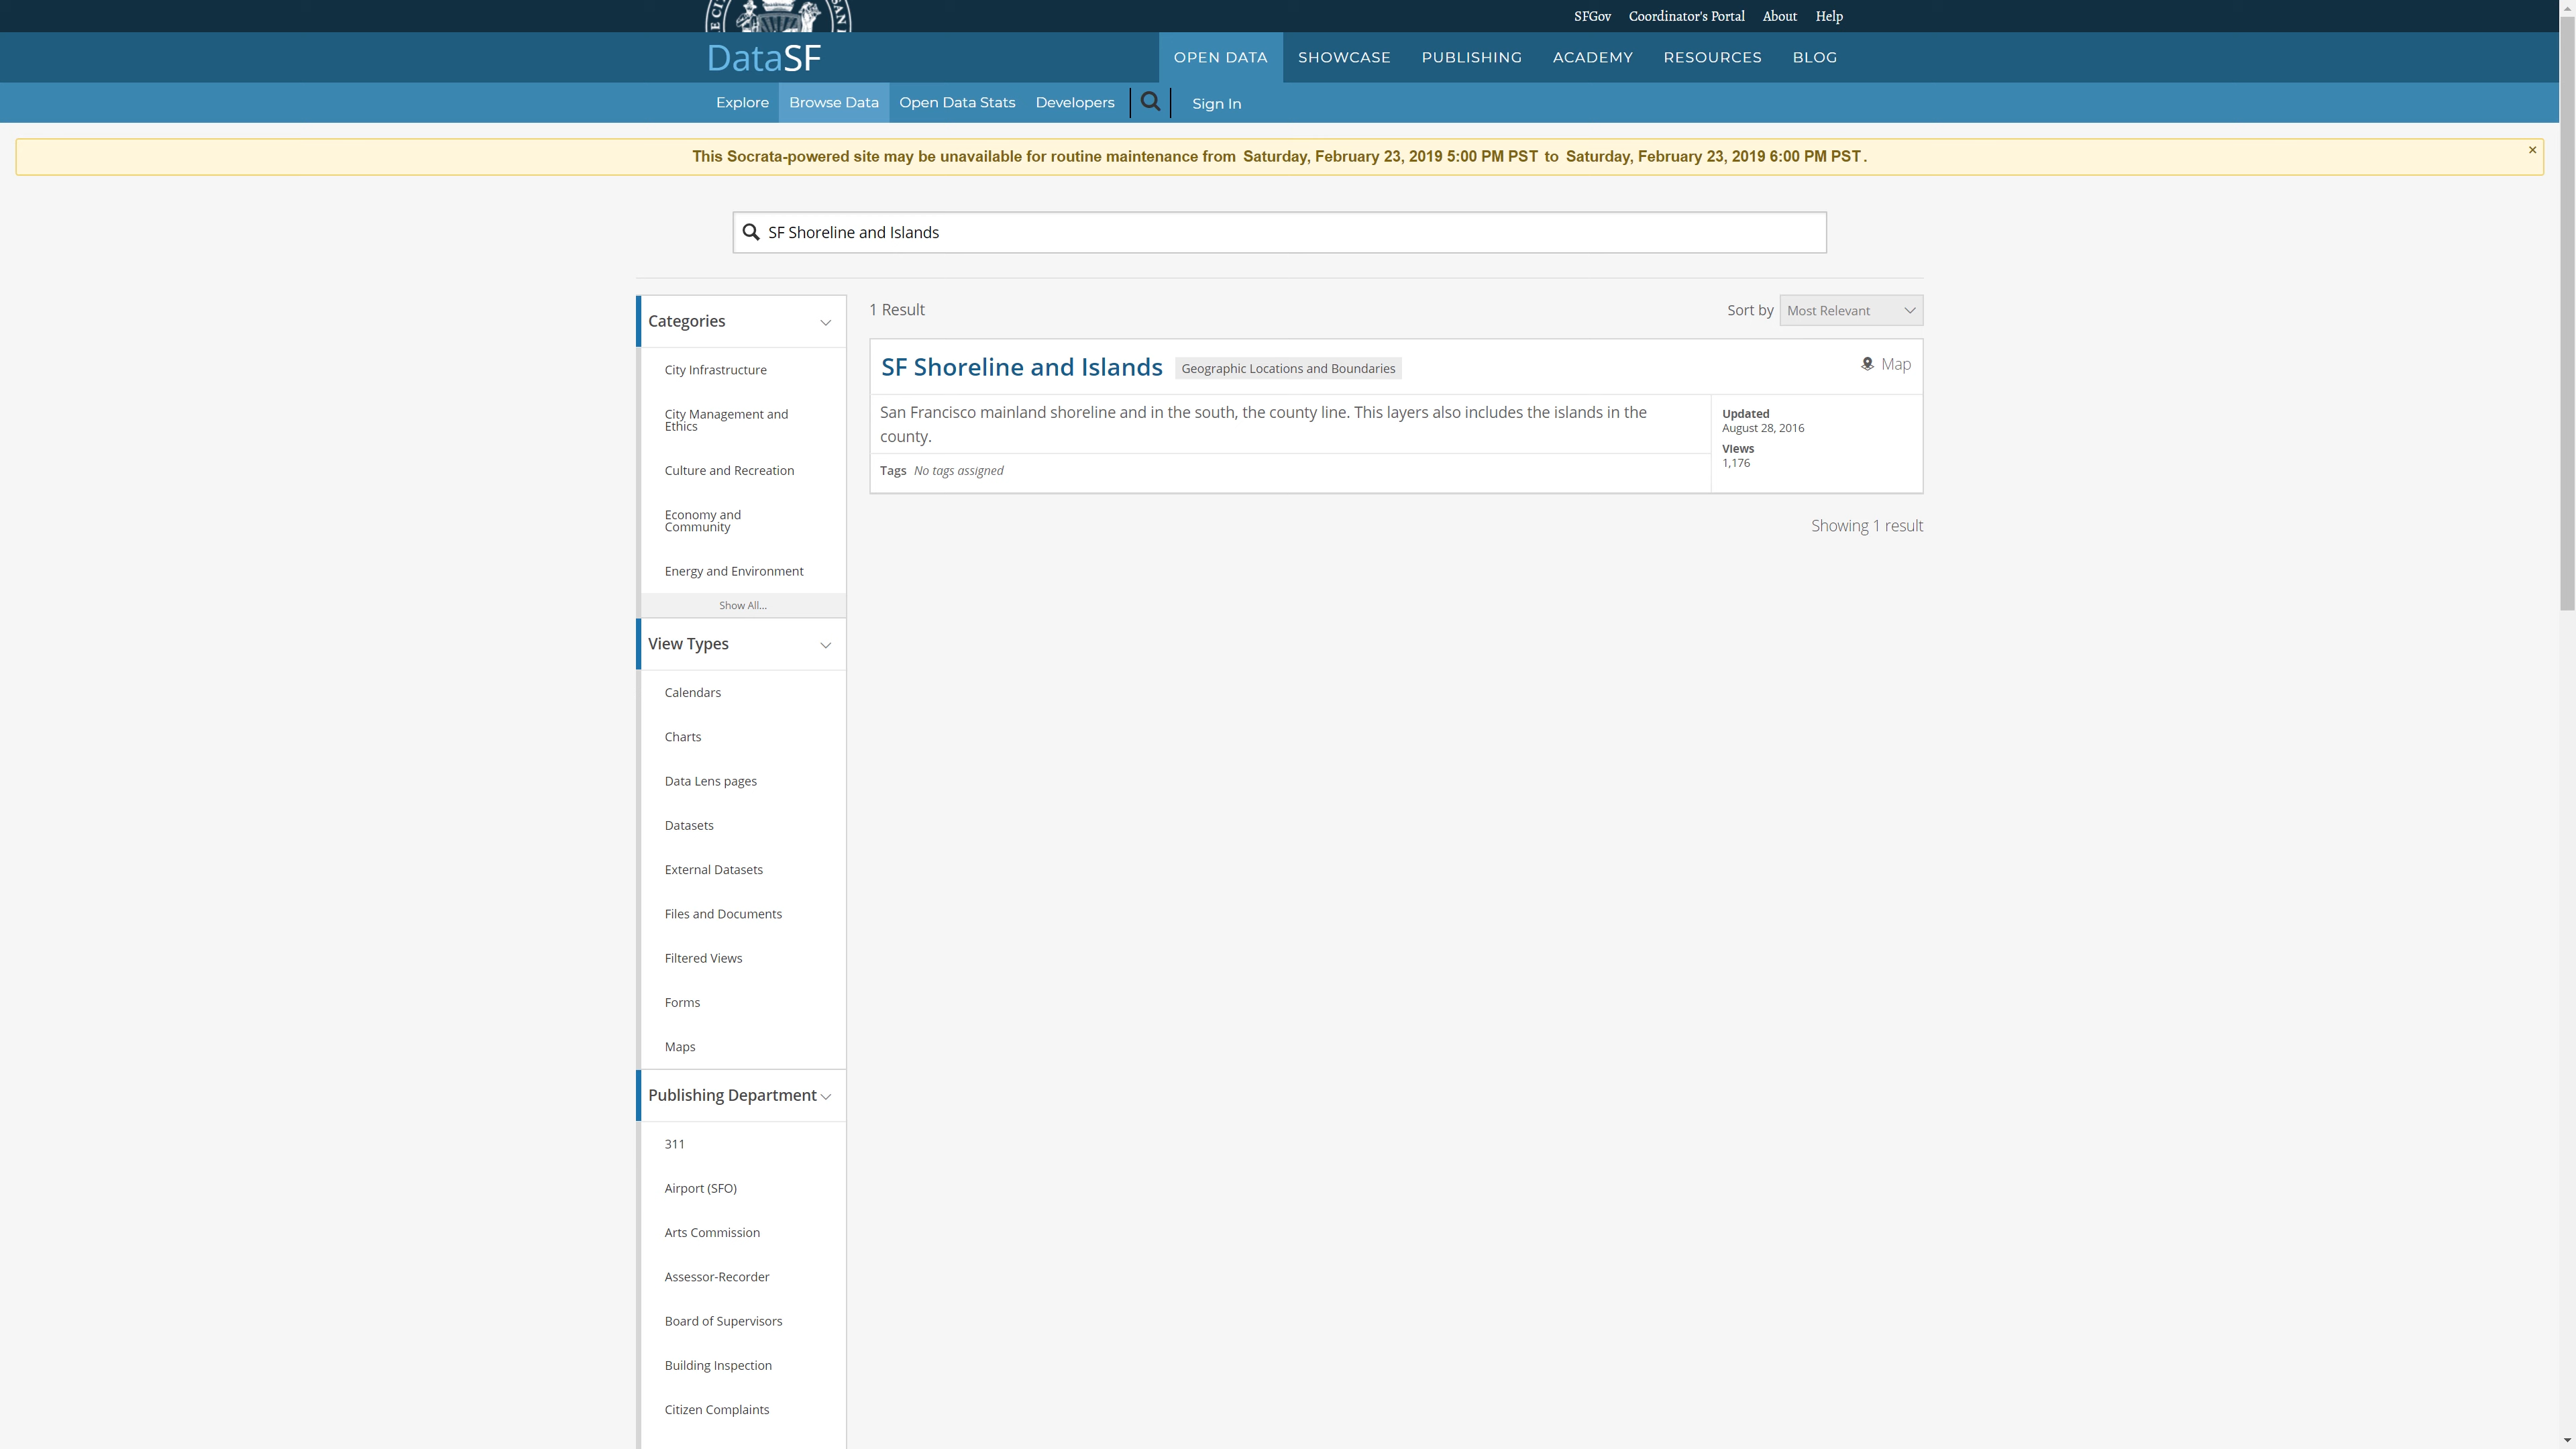 SFGov Coordinator's Portal About Help
DataSF
OPEN DATA SHOWCASE PUBLISHING ACADEMY RESOURCES BLOG
Explore Browse Data Open Data Stats Developers Sign In
This Socrata-powered site may be unavailable for routine maintenance from Saturday, February 23, 2019 5:00 PM PST to Saturday, February 23, 2019 6:00 PM PST.
SF Shoreline and Islands
1 Result
Sort by Most Relevant
SF Shoreline and Islands Geographic Locations and Boundaries
Map
San Francisco mainland shoreline and in the south, the county line. This layers also includes the islands in the
county.
Tags No tags assigned
Updated
August 28, 2016
Views
1,176
Showing 1 result
Categories
City Infrastructure
City Management and
Ethics
Culture and Recreation
Economy and
Community
Energy and Environment
Show All...
View Types
Calendars
Charts
Data Lens pages
Datasets
External Datasets
Files and Documents
Filtered Views
Forms
Maps
Publishing Department
311
Airport (SFO)
Arts Commission
Assessor-Recorder
Board of Supervisors
Building Inspection
Citizen Complaints